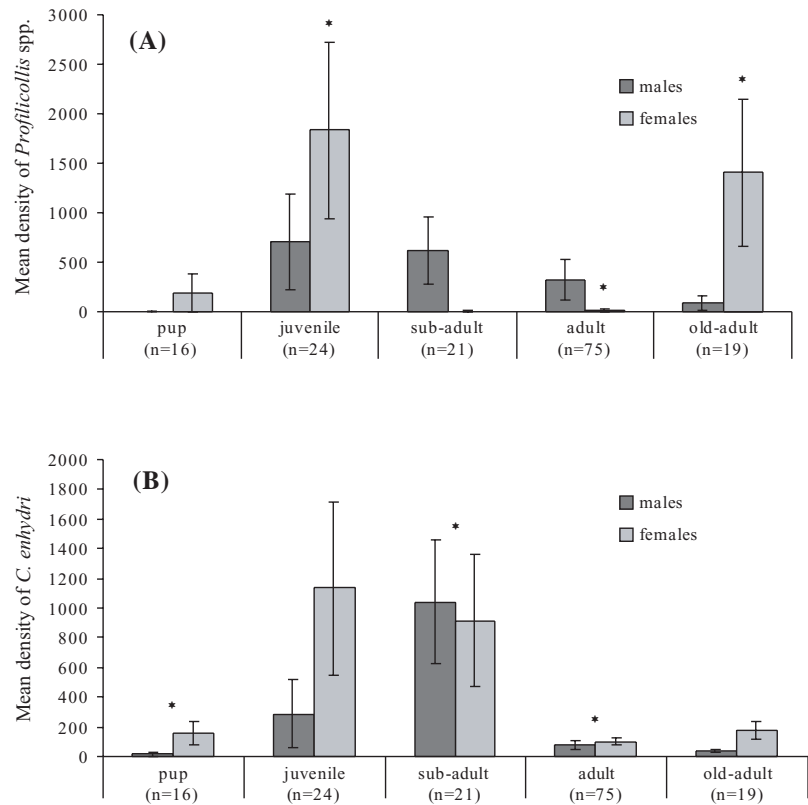 (A)
Mean density of Profilicollis spp.
3000
2500
2000
1500
1000
500
0
*
*
*
males
females
pup
(n=16)
juvenile
(n=24)
sub-adult
(n=21)
adult
(n=75)
old-adult
(n=19)
(B)
Mean density of C. enhydri
2000
1800
1600
1400
1200
1000
800
600
400
200
0
*
*
*
males
females
pup
(n=16)
juvenile
(n=24)
sub-adult
(n=21)
adult
(n=75)
old-adult
(n=19)